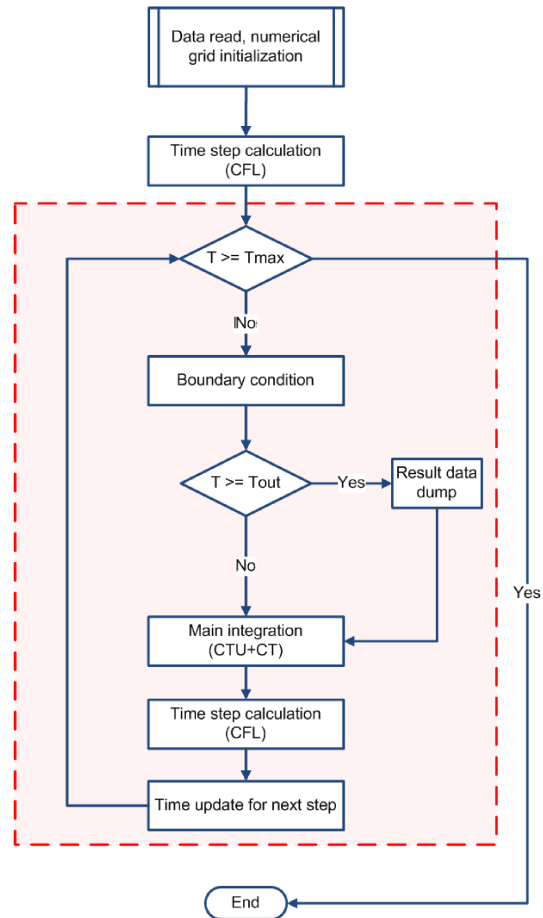 Data read, numerical
grid initialization
Time step calculation
(CFL)
T >= Tmax
No
Boundary condition
T >= Tout
Yes
Result data
dump
No
Yes
Main integration
(CTU+CT)
Time step calculation
(CFL)
Time update for next step
End